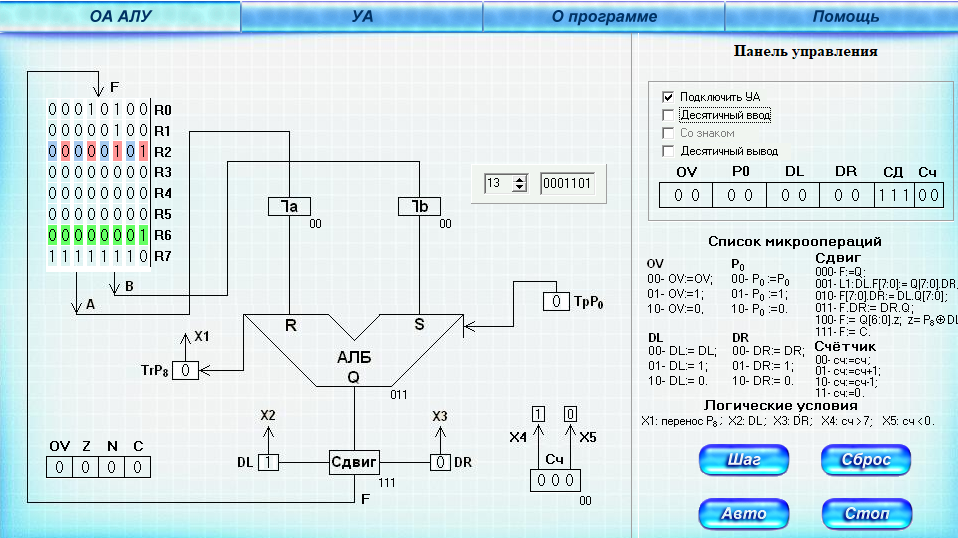 ОА АЛУ УА О программе Помощь
F
0 0 0 1 0 1 0 0 R0
0 0 0 0 0 1 0 0 R1
0 0 0 0 0 1 0 1 R2
0 0 0 0 0 0 0 0 R3
0 0 0 0 0 0 0 0 R4
0 0 0 0 0 0 0 0 R5
0 0 0 0 0 0 0 1 R6
1 1 1 1 1 1 1 0 R7
A
B
⅂a
00
⅂b
00
13 0001101
0 TpP0
R S
АЛБ
Q
011
X1
TrP8 0
X2
DL 1
Сдвиг
111
X3
0 DR
F
1 0
X4 X5
Сч
0 0 0
00
OV Z N C
0 0 0 0
Панель управления
Подключить УА
Десятичный ввод
Со знаком
Десятичный вывод
OV P0 DL DR СД Сч
0 0 0 0 0 0 0 0 1 1 1 0 0
Список микроопераций
OV
00- OV:=OV;
01- OV:=1;
10- OV:=0,
P0
00- P0 :=P0
01- P0 :=1;
10- P0 :=0.
Сдвиг
000- F:=Q;
001- L1:DL.F[7:0]:= Q[7:0].DR
010- F[7:0].DR:= DL.Q[7:0];
011- F.DR:= DR.Q;
100- F:= Q[6:0].z; z= P8⊕DL
111- F:= C.
DL
00- DL:= DL;
01- DL:= 1;
10- DL:= 0.
DR
00- DR:= DR;
01- DR:= 1;
10- DR:= 0.
Счётчик
00- сч:=сч;
01- сч:=сч+1;
10- сч:=сч-1;
11- сч:=0.
Логические условия
X1: перенос P8 ; X2: DL; X3: DR; X4: сч >7; X5: сч <0.
Шаг Сброс
Авто Стоп